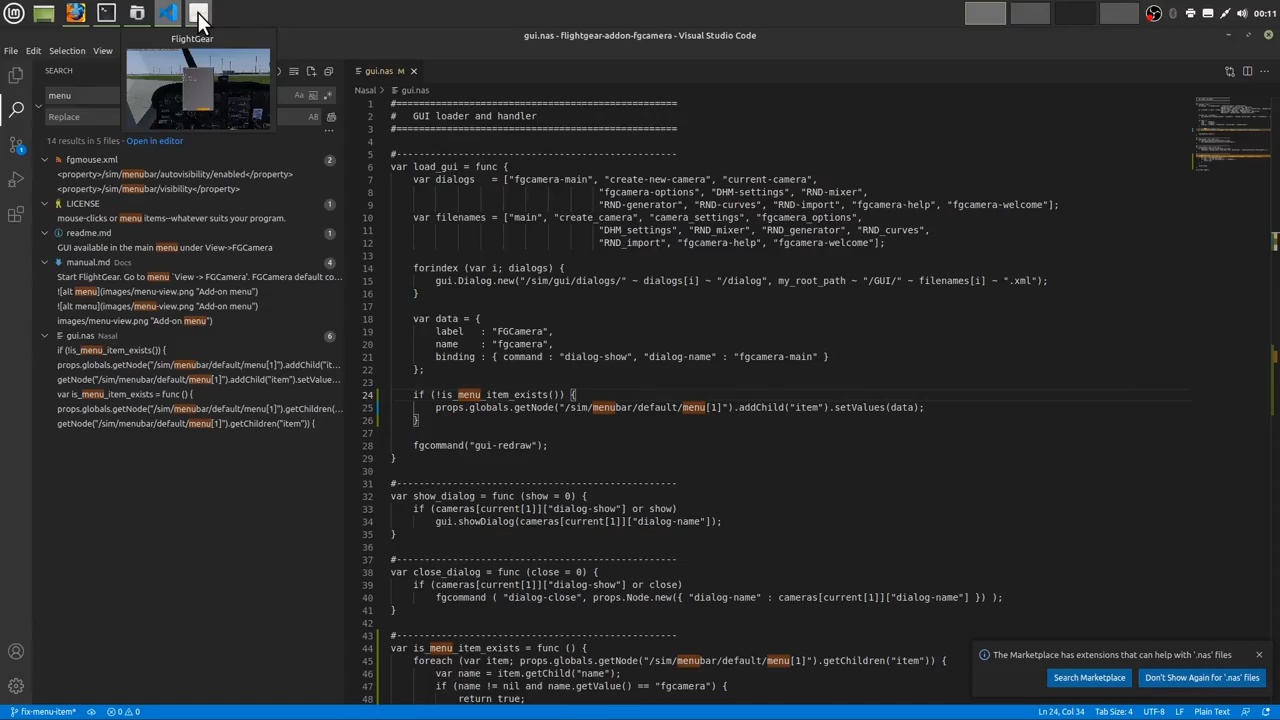 00:11
FlightGear
gui.nas - flightgear-addon-fgcamera - Visual Studio Code
File Edit Selection View
SEARCH
menu
Aa
Replace
AB
14 results in 5 files - Open in editor
fgmouse.xml 2
<property>/sim/menubar/autovisibility/enabled</property>
<property>/sim/menubar/visibility</property>
LICENSE 1
mouse-clicks or menu items--whatever suits your program.
readme.md 1
GUI available in the main menu under View->FGCamera
manual.md Docs 4
Start FlightGear. Go to menu `View -> FGCamera'. FGCamera default co...
![alt menu](images/menu-view.png "Add-on menu")
![alt menu](images/menu-view.png "Add-on menu")
images/menu-view.png "Add-on menu")
gui.nas Nasal 6
if (!is_menu_item_exists()) {
props.globals.getNode("/sim/menubar/default/menu[1]").addChild("it...
getNode("/sim/menubar/default/menu[1]").addChild("item").setValue...
var is_menu_item_exists = func () {
props.globals.getNode("/sim/menubar/default/menu[1]").getChildren(...
getNode("/sim/menubar/default/menu[1]").getChildren("item")) {
gui.nas M
Nasal > gui.nas
1 #==================================================
2 # GUI loader and handler
3 #==================================================
4
5 #--------------------------------------------------
6 var load_gui = func {
7 var dialogs = ["fgcamera-main", "create-new-camera", "current-camera",
8 "fgcamera-options", "DHM-settings", "RND-mixer",
9 "RND-generator", "RND-curves", "RND-import", "fgcamera-help", "fgcamera-welcome"];
10 var filenames = ["main", "create_camera", "camera_settings", "fgcamera_options",
11 "DHM_settings", "RND_mixer", "RND_generator", "RND_curves",
12 "RND_import", "fgcamera-help", "fgcamera-welcome"];
13
14 forindex (var i; dialogs) {
15 gui.Dialog.new("/sim/gui/dialogs/" ~ dialogs[i] ~ "/dialog", my_root_path ~ "/GUI/" ~ filenames[i] ~ ".xml");
16 }
17
18 var data = {
19 label : "FGCamera",
20 name : "fgcamera",
21 binding : { command : "dialog-show", "dialog-name" : "fgcamera-main" }
22 };
23
24 if (!is_menu_item_exists()) {
25 props.globals.getNode("/sim/menubar/default/menu[1]").addChild("item").setValues(data);
26 }
27
28 fgcommand("gui-redraw");
29 }
30
31 #--------------------------------------------------
32 var show_dialog = func (show = 0) {
33 if (cameras[current[1]]["dialog-show"] or show)
34 gui.showDialog(cameras[current[1]]["dialog-name"]);
35 }
36
37 #--------------------------------------------------
38 var close_dialog = func (close = 0) {
39 if (cameras[current[1]]["dialog-show"] or close)
40 fgcommand ( "dialog-close", props.Node.new({ "dialog-name" : cameras[current[1]]["dialog-name"] }) );
41 }
42
43 #--------------------------------------------------
44 var is_menu_item_exists = func () {
45 foreach (var item; props.globals.getNode("/sim/menubar/default/menu[1]").getChildren("item")) {
46 var name = item.getChild("name");
47 if (name != nil and name.getValue() == "fgcamera") {
48 return true;
The Marketplace has extensions that can help with '.nas' files
Search Marketplace Don't Show Again for '.nas' files
fix-menu-item* 0 0 Ln 24, Col 34 Tab Size: 4 UTF-8 LF Plain Text